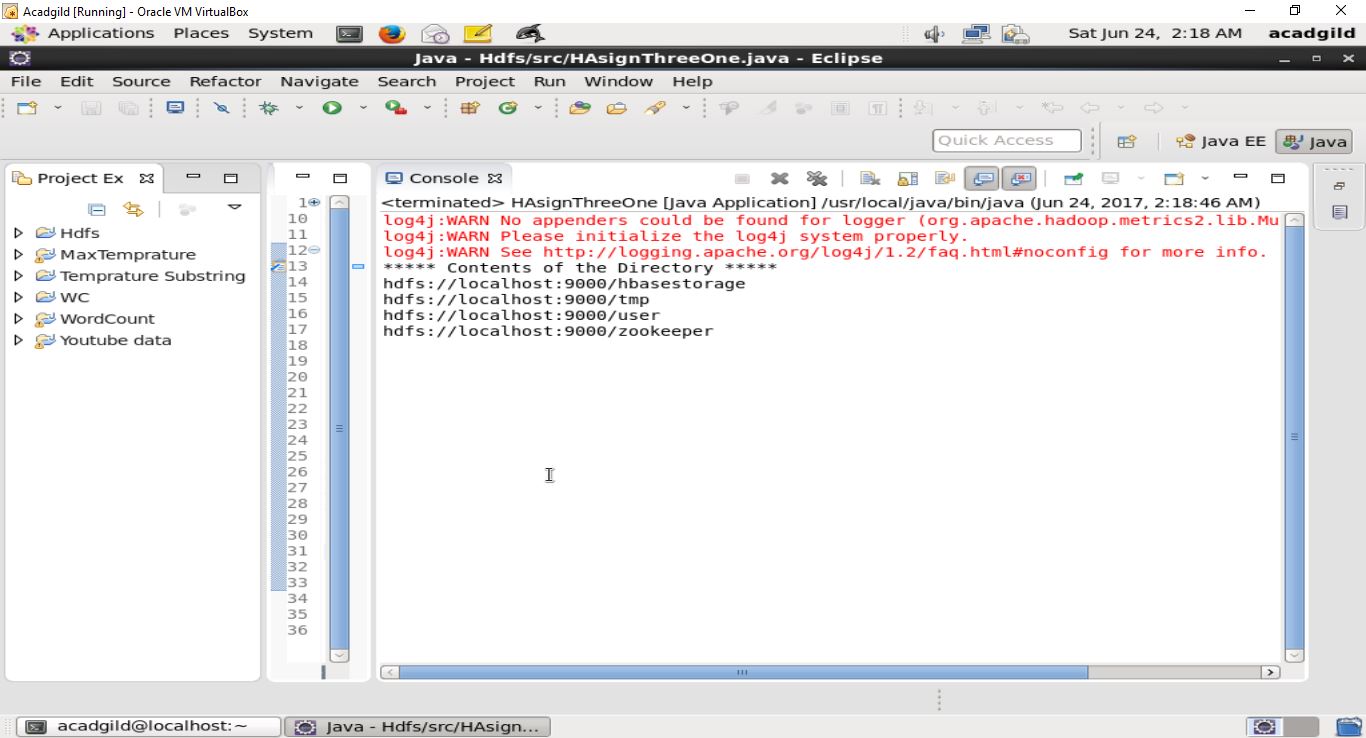 Acadgild [Running] - Oracle VM VirtualBox
Applications Places System Sat Jun 24, 2:18 AM acadgild
Java - Hdfs/src/HAsignThreeOne.java - Eclipse
File Edit Source Refactor Navigate Search Project Run Window Help
Quick Access Java EE Java
Project Ex
Hdfs
MaxTemprature
Temprature Substring
WC
WordCount
Youtube data
1
10
11
12
13
14
15
16
17
18
19
20
21
22
23
24
25
26
27
28
29
30
31
32
33
34
35
36
Console
<terminated> HAsignThreeOne [Java Application] /usr/local/java/bin/java (Jun 24, 2017, 2:18:46 AM)
log4j:WARN No appenders could be found for logger (org.apache.hadoop.metrics2.lib.Mu
log4j:WARN Please initialize the log4j system properly.
log4j:WARN See http://logging.apache.org/log4j/1.2/faq.html#noconfig for more info.
***** Contents of the Directory *****
hdfs://localhost:9000/hbasestorage
hdfs://localhost:9000/tmp
hdfs://localhost:9000/user
hdfs://localhost:9000/zookeeper
acadgild@localhost:~ Java - Hdfs/src/HAsign...